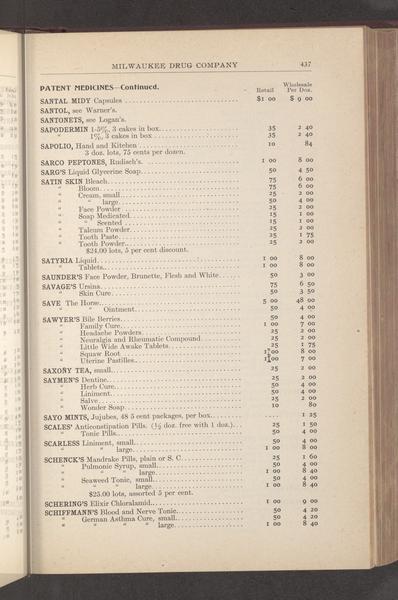 MILWAUKEE DRUG COMPANY 437
PATENT MEDICINES—Continued. Retail Wholesale Per Doz.
SANTAL MIDY Capsules $1 00 $ 9 00
SANTOL, see Warner's.
SANTONETS, see Logan's.
SAPODERMIN 1-5%, 3 cakes in box 35 2 40
" 1%, 3 cakes in box 35 2 40
SAPOLIO, Hand and Kitchen 10 84
3 doz. lots, 75 cents per dozen.
SARCO PEPTONES, Rudisch's. 1 00 8 00
SARG'S Liquid Glycerine Soap 50 4 50
SATIN SKIN Bleach 75 6 00
" Bloom 75 6 00
" Cream, small 25 2 00
" " large 50 4 00
" Face Powder 25 2 00
" Soap Medicated 15 1 00
" " Scented 15 1 00
" Talcum Powder 25 2 00
" Tooth Paste 25 1 75
" Tooth Powder 25 2 00
$24.00 lots, 5 per cent discount.
SATYRIA Liquid 1 00 8 00
" Tablets 1 00 8 00
SAUNDER'S Face Powder, Brunette, Flesh and White 50 3 00
SAVAGE'S Ursina 75 6 50
" Skin Cure 50 3 50
SAVE The Horse 5 00 48 00
" " Ointment 50 4 00
SAWYER'S Bile Berries 50 4 00
" Family Cure 1 00 7 00
" Headache Powders 25 2 00
" Neuralgia and Rheumatic Compound 25 2 00
" Little Wide Awake Tablets 25 1 75
" Squaw Root 1 00 8 00
" Uterine Pastilles 1 00 7 00
SAXONY TEA, small 25 2 00
SAYMEN'S Dentine 25 2 00
" Herb Cure 50 4 00
" Liniment 50 4 00
" Salve 25 2 00
" Wonder Soap 10 80
SAYO MINTS, Jujubes, 48 5 cent packages, per box 1 25
SCALES' Anticonstipation Pills. (½ doz. free with 1 doz.) 25 1 50
" Tonic Pills 50 4 00
SCARLESS Liniment, small 50 4 00
" " large 1 00 8 00
SCHENCK'S Mandrake Pills, plain or S. C 25 1 60
" Pulmonic Syrup, small 50 4 00
" " " large 1 00 8 40
" Seaweed Tonic, small 50 4 00
" " " large 1 00 8 40
$25.00 lots, assorted 5 per cent.
SCHERING'S Elixir Chloralamid 1 00 9 00
SCHIFFMANN'S Blood and Nerve Tonic 50 4 20
" German Asthma Cure, small 50 4 20
" " " " large 1 00 8 40